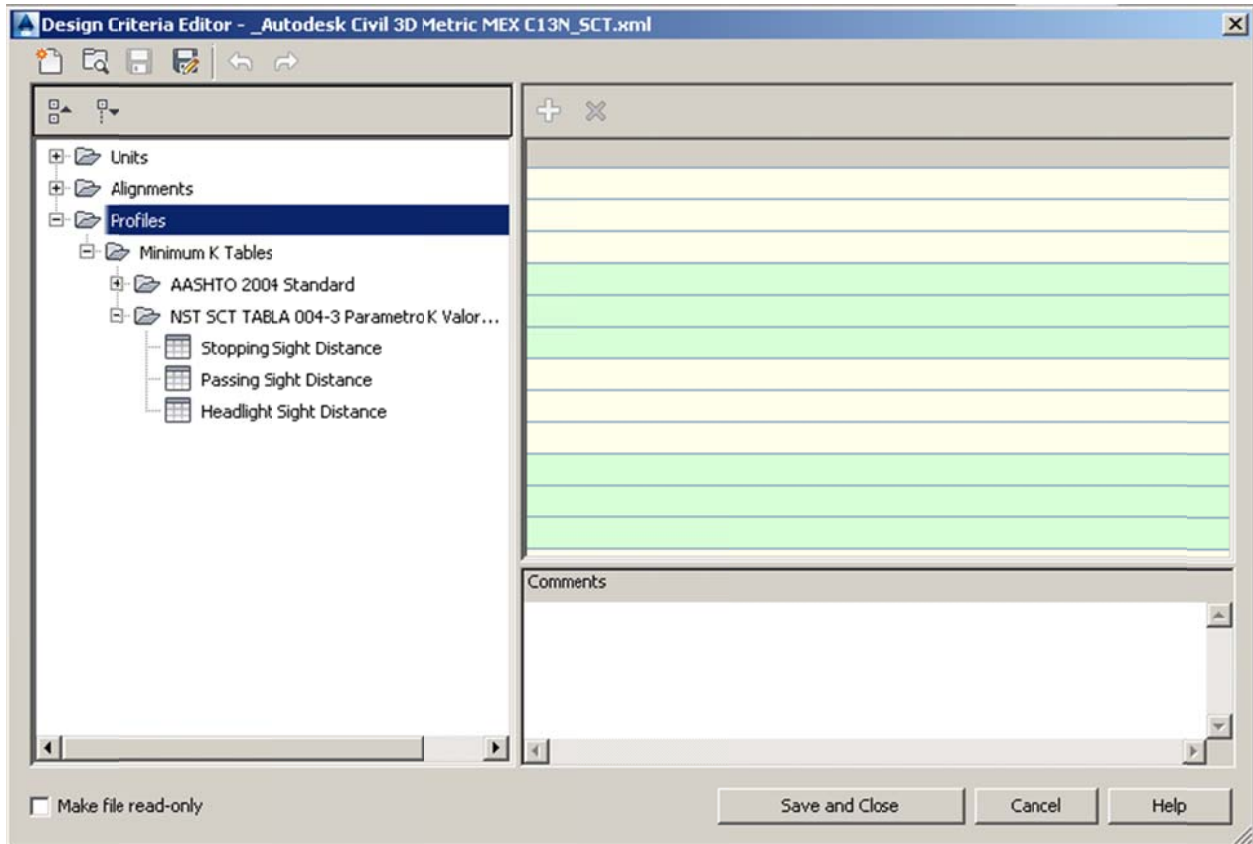 Design Criteria Editor - _Autodesk Civil 3D Metric MEX C13N_SCT.xml
Units
Alignments
Profiles
Minimum K Tables
AASHTO 2004 Standard
NST SCT TABLA 004-3 Parametro K Valor...
Stopping Sight Distance
Passing Sight Distance
Headlight Sight Distance
Comments
Make file read-only
Save and Close
Cancel
Help